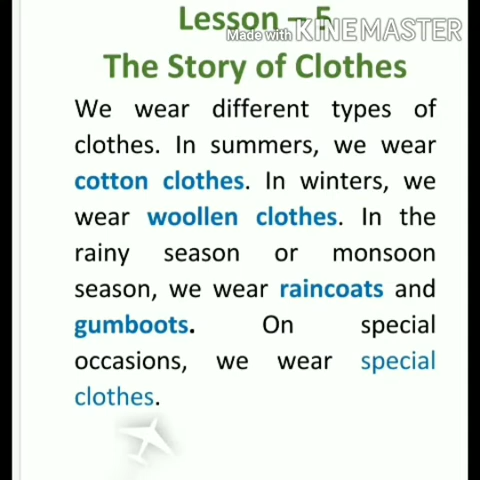 Lesson – 5
Made with KINEMASTER
The Story of Clothes
We wear different types of
clothes. In summers, we wear
cotton clothes. In winters, we
wear woollen clothes. In the
rainy season or monsoon
season, we wear raincoats and
gumboots. On special
occasions, we wear special
clothes.